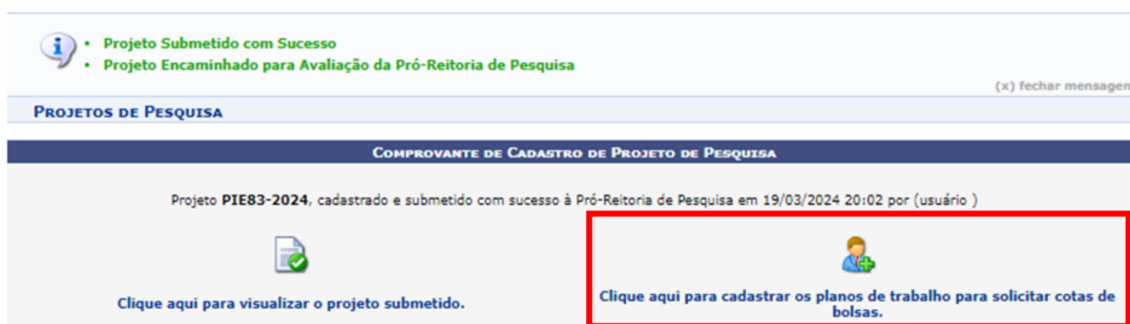 • Projeto Submetido com Sucesso
• Projeto Encaminhado para Avaliação da Pró-Reitoria de Pesquisa
(x) fechar mensagen
Projetos de Pesquisa
Comprovante de Cadastro de Projeto de Pesquisa
Projeto PIE83-2024, cadastrado e submetido com sucesso à Pró-Reitoria de Pesquisa em 19/03/2024 20:02 por (usuário )
Clique aqui para visualizar o projeto submetido.
Clique aqui para cadastrar os planos de trabalho para solicitar cotas de
bolsas.